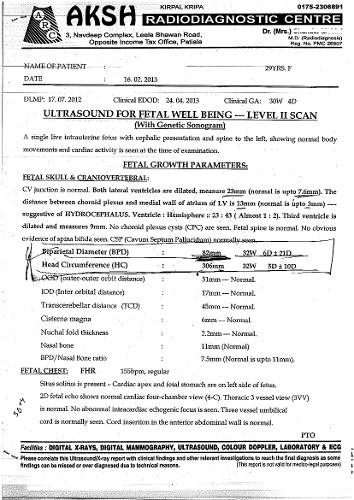 ARC
AKSH
KIRPAL KRIPA
0175-2306891
RADIODIAGNOSTIC CENTRE
3, Navdeep Complex, Leela Bhawan Road,
Opposite Income Tax Office, Patiala
Dr. (Mrs.)
M.D. (Radiodiagnosis)
Reg. No. PMC 26907
NAME OF PATIENT : 29YRS. F
DATE : 16. 02. 2013
DLMP: 17. 07. 2012 Clinical EDOD: 24. 04. 2013 Clinical GA: 30W 4D
ULTRASOUND FOR FETAL WELL BEING --- LEVEL II SCAN
(With Genetic Sonogram)
A single live intrauterine fetus with cephalic presentation and spine to the left, showing normal body
movements and cardiac activity is seen at the time of examination.
FETAL GROWTH PARAMETERS:
FETAL SKULL & CRANIOVERTEBRAL:
CV junction is normal. Both lateral ventricles are dilated, measure 23mm (normal is upto 7.6mm). The
distance between choroid plexus and medial wall of atrium of LV is 13mm (normal is upto 3mm) ----
suggestive of HYDROCEPHALUS. Ventricle : Hemisphere :: 23 : 43 ( Almost 1 : 2). Third ventricle is
dilated and measures 9mm. No choroid plexus cysts (CPC) are seen. Fetal spine is normal. No obvious
evidence of spina bifida seen. CSP (Cavum Septum Pallucidum) normally seen.
Biparietal Diameter (BPD) 82mm 32W 6D ± 21D
Head Circumference (HC) 306mm 32W 5D ± 10D
OOD (outer-outer orbit distance) 51mm --- Normal.
IOD (Inter orbital distance) 17mm --- Normal.
Transcerebellar distance (TCD) 45mm --- Normal.
Cisterna magna 6mm --- Normal.
Nuchal fold thickness 2.2mm --- Normal.
Nasal bone 11mm (Normal)
BPD/Nasal Bone ratio 7.5mm (Normal is upto 11mm).
FETAL CHEST: FHR 155bpm, regular
Situs solitus is present – Cardiac apex and fetal stomach are on left side of fetus.
2D fetal echo shows normal cardiac four-chamber view (4-C). Thoracic 3 vessel view (3VV)
is normal. No abnormal intracardiac echogenic focus is seen. Three vessel umbilical
cord is normally seen. Cord insertion in the anterior abdominal wall is normal.
PTO
Facilities : DIGITAL X-RAYS, DIGITAL MAMMOGRAPHY, ULTRASOUND, COLOUR DOPPLER, LABORATORY & ECG
Please correlate this Ultrasound/X-ray report with clinical findings and other relevant investigations to reach the final diagnosis as some
findings can be missed or over diagnosed due to technical reasons. (This report is not valid for medico-legal purposes)